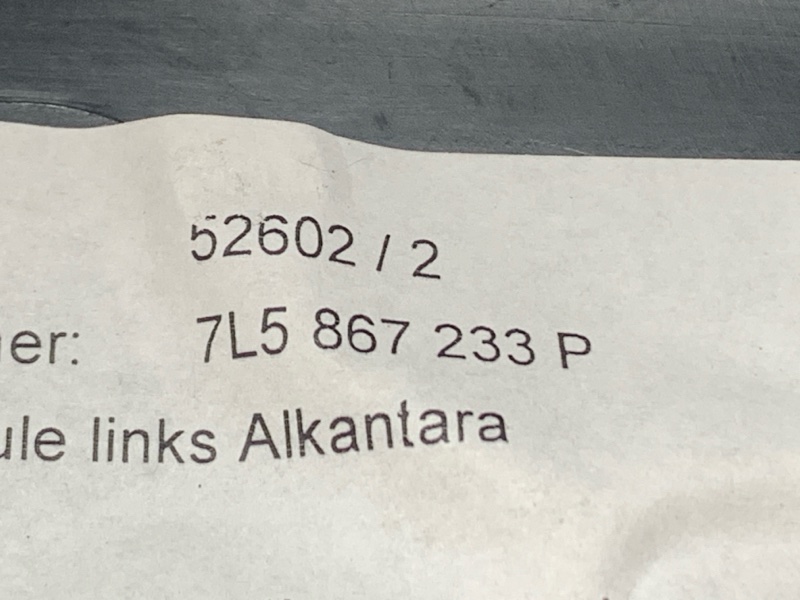 52602 / 2
er: 7L5 867 233 P
ule links Alkantara